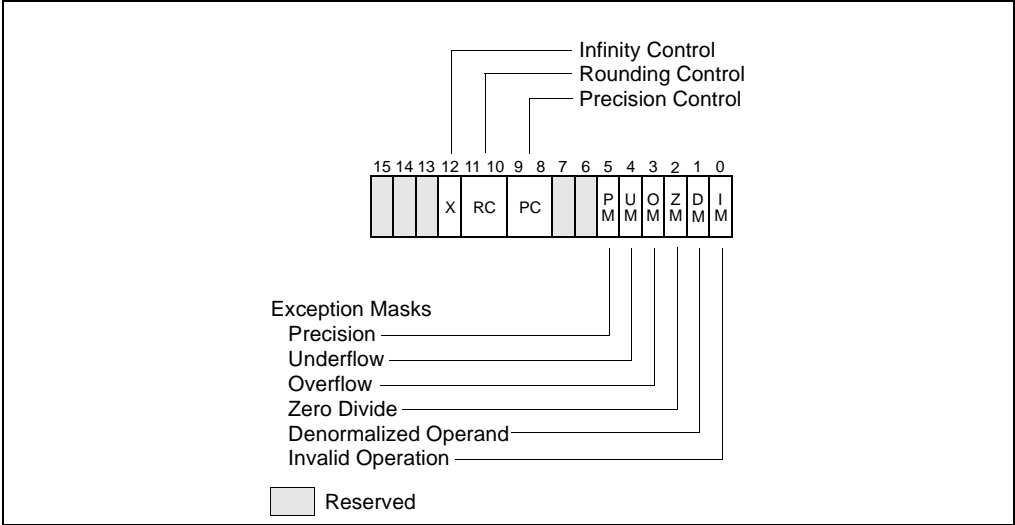 Infinity Control
Rounding Control
Precision Control
15 14 13 12 11 10 9 8 7 6 5 4 3 2 1 0
X RC PC P U O Z D I
M M M M M M
Exception Masks
Precision
Underflow
Overflow
Zero Divide
Denormalized Operand
Invalid Operation
Reserved